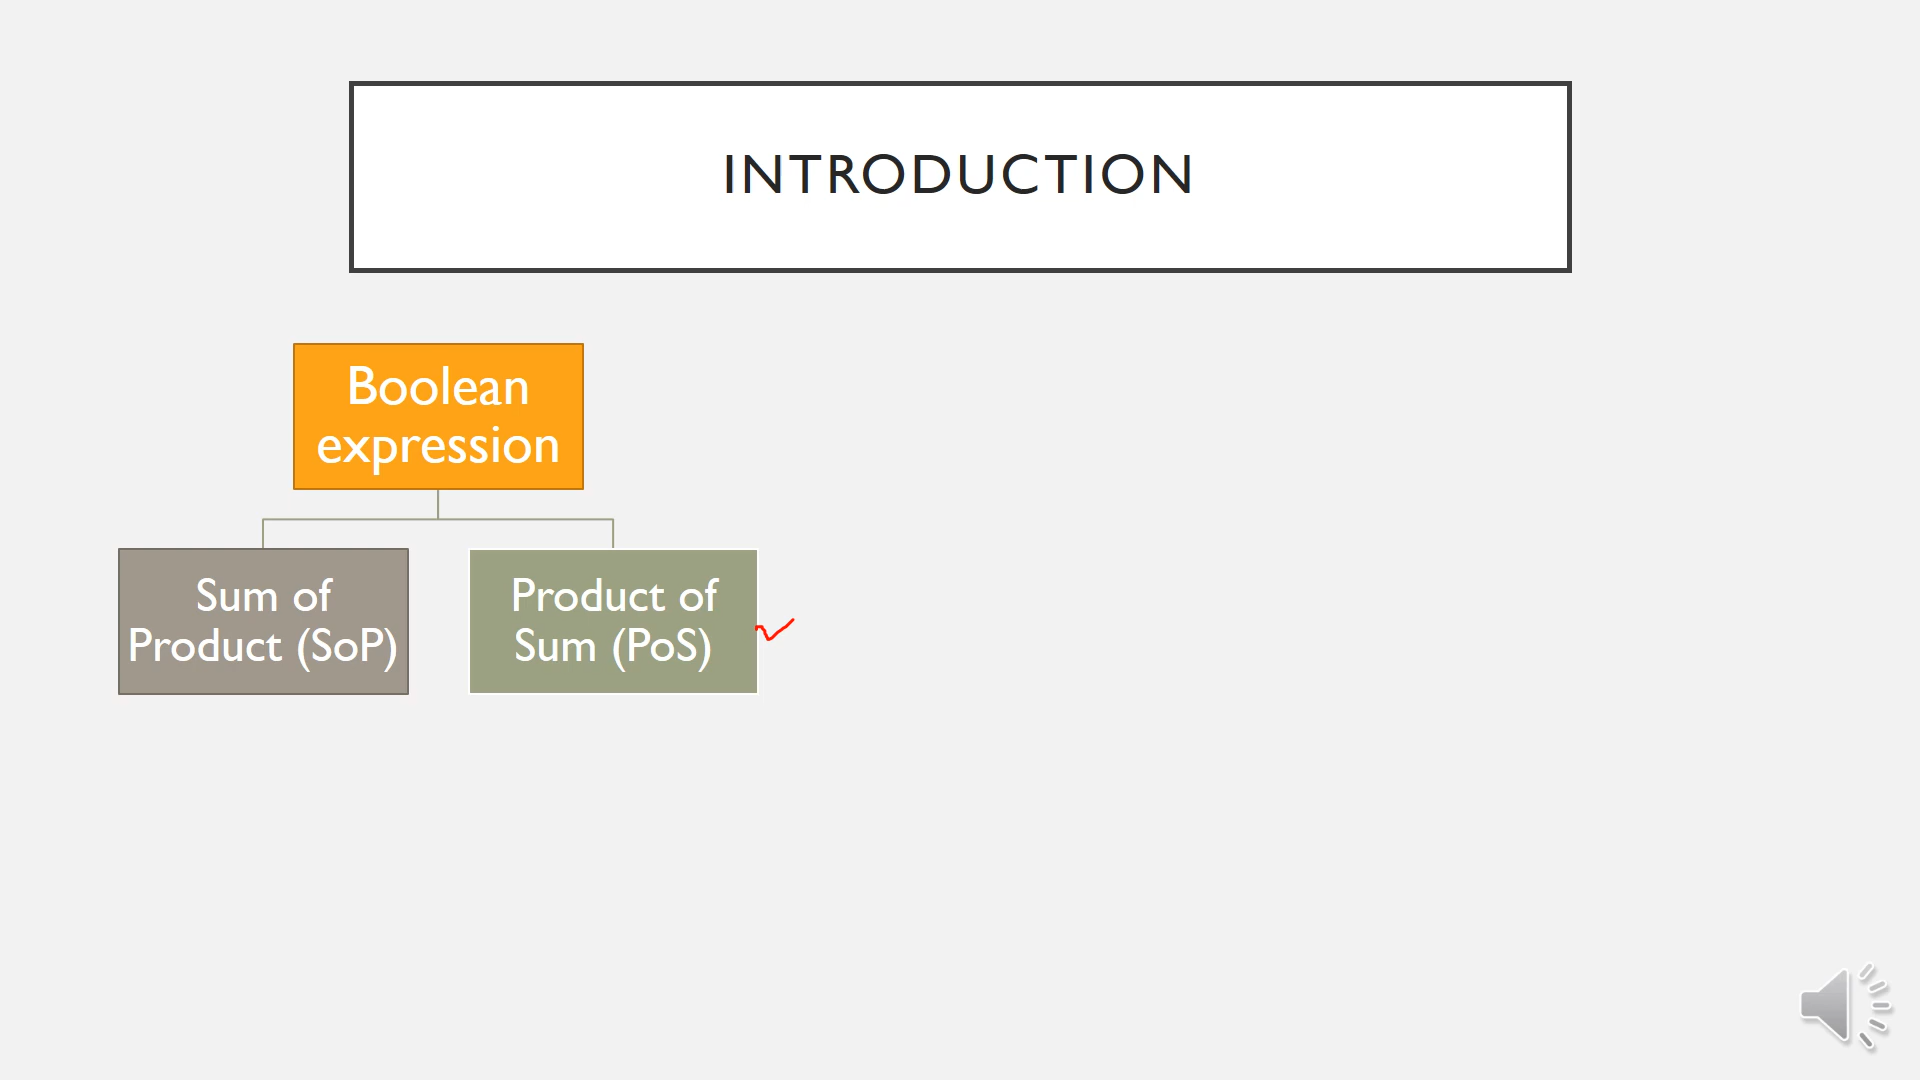 INTRODUCTION
Boolean
expression
Sum of
Product (SoP)
Product of
Sum (PoS)